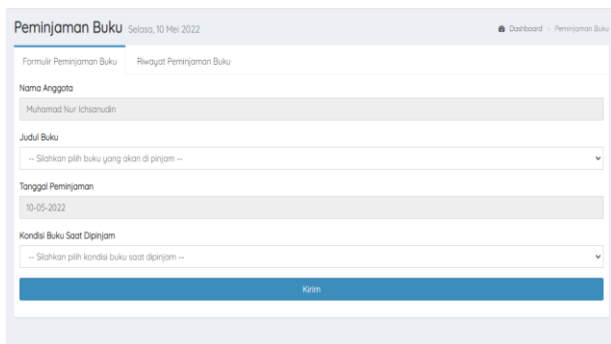 Peminjaman Buku Selasa, 10 Mei 2022
Dashboard > Peminjaman Buku
Formulir Peminjaman Buku Riwayat Peminjaman Buku
Nama Anggota
Muhamad Nur Ichsanudin
Judul Buku
-- Silahkan pilih buku yang akan di pinjam --
Tanggal Peminjaman
10-05-2022
Kondisi Buku Saat Dipinjam
-- Silahkan pilih kondisi buku saat dipinjam --
Kirim